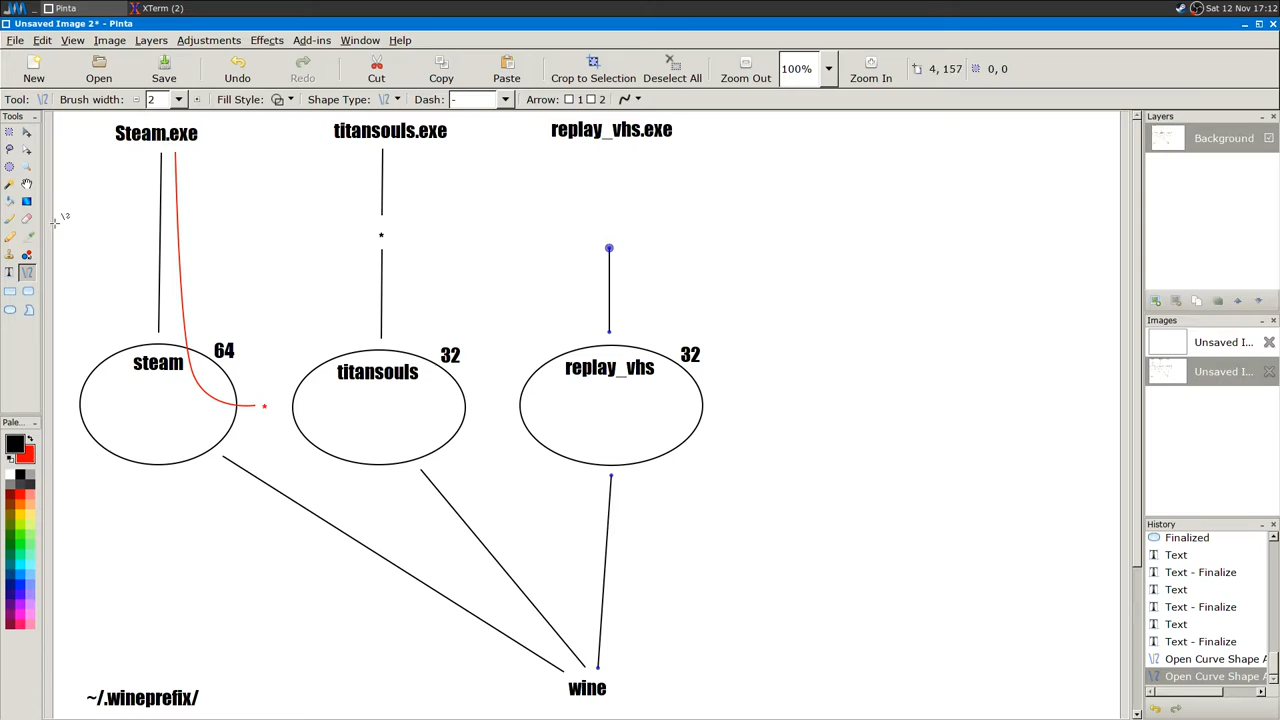 Pinta
XTerm (2)
Sat 12 Nov 17:12
Unsaved Image 2* - Pinta
File Edit View Image Layers Adjustments Effects Add-ins Window Help
New Open Save Undo Redo Cut Copy Paste Crop to Selection Deselect All Zoom Out 100% Zoom In 4, 157 0, 0
Tool: Brush width: 2 Fill Style: Shape Type: Dash: - Arrow: 1 2
Tools
Steam.exe titansouls.exe replay_vhs.exe
*
steam 64
titansouls 32
replay_vhs 32
*
wine
~/.wineprefix/
Pale...
Layers
Background
Images
Unsaved I...
Unsaved I...
History
Finalized
Text
Text - Finalize
Text
Text - Finalize
Text
Text - Finalize
Open Curve Shape A
Open Curve Shape A